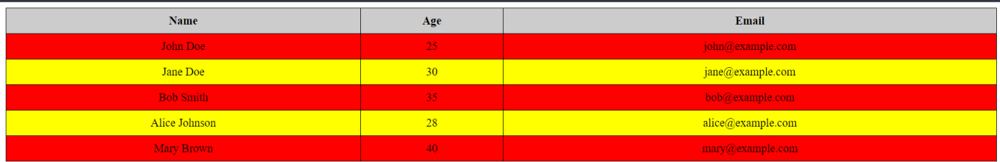 Name Age Email
John Doe 25 john@example.com
Jane Doe 30 jane@example.com
Bob Smith 35 bob@example.com
Alice Johnson 28 alice@example.com
Mary Brown 40 mary@example.com